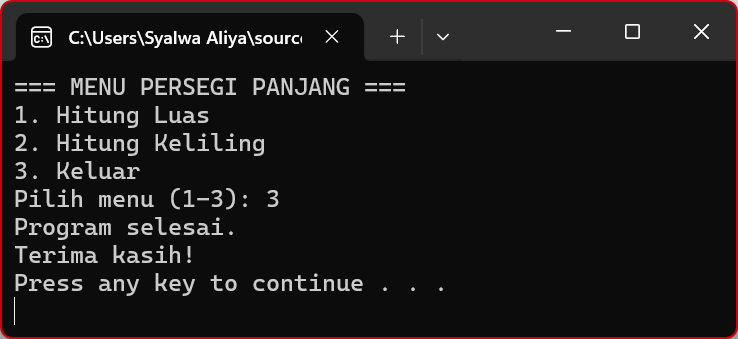 C:\Users\Syalwa Aliya\source
=== MENU PERSEGI PANJANG ===
1. Hitung Luas
2. Hitung Keliling
3. Keluar
Pilih menu (1-3): 3
Program selesai.
Terima kasih!
Press any key to continue . . .